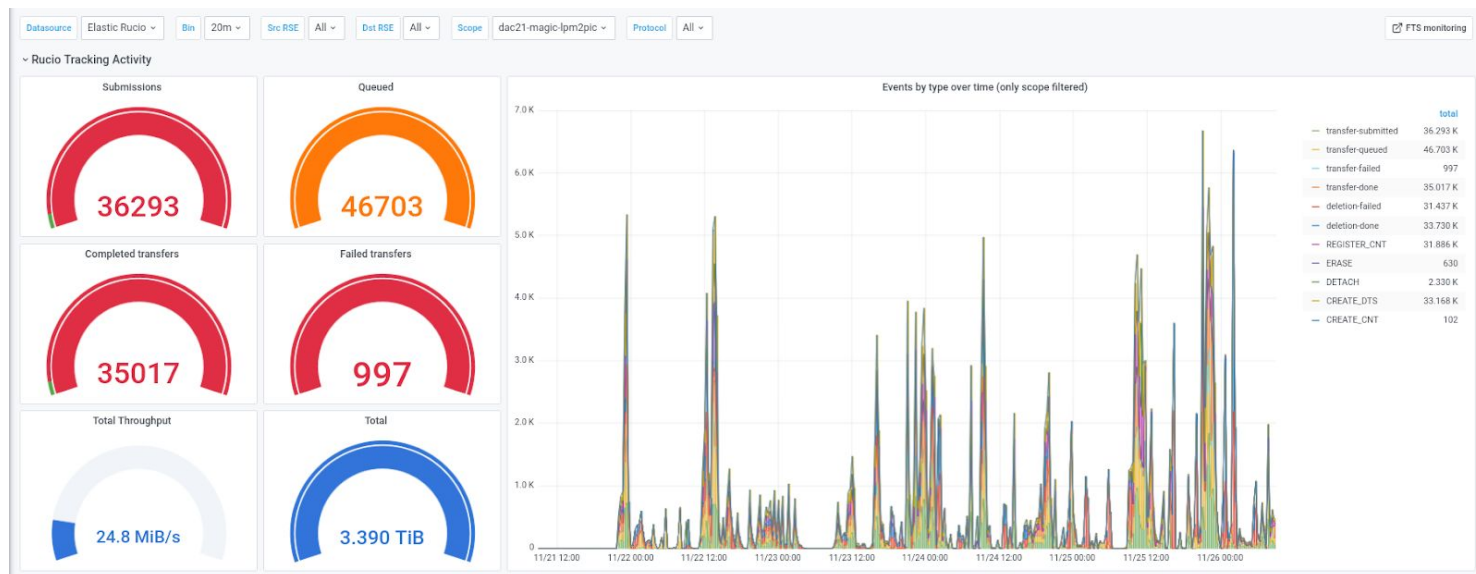 Datasource Elastic Rucio Bin 20m Src RSE All Dst RSE All Scope dac21-magic-lpm2pic Protocol All FTS monitoring
Rucio Tracking Activity
Submissions
36293
Queued
46703
Completed transfers
35017
Failed transfers
997
Total Throughput
24.8 MiB/s
Total
3.390 TiB
Events by type over time (only scope filtered)
7.0 K
6.0 K
5.0 K
4.0 K
3.0 K
2.0 K
1.0 K
0
11/21 12:00 11/22 00:00 11/22 12:00 11/23 00:00 11/23 12:00 11/24 00:00 11/24 12:00 11/25 00:00 11/25 12:00 11/26 00:00
total
transfer-submitted 36.293 K
transfer-queued 46.703 K
transfer-failed 997
transfer-done 35.017 K
deletion-failed 31.437 K
deletion-done 33.730 K
REGISTER_CNT 31.886 K
ERASE 630
DETACH 2.330 K
CREATE_DTS 33.168 K
CREATE_CNT 102